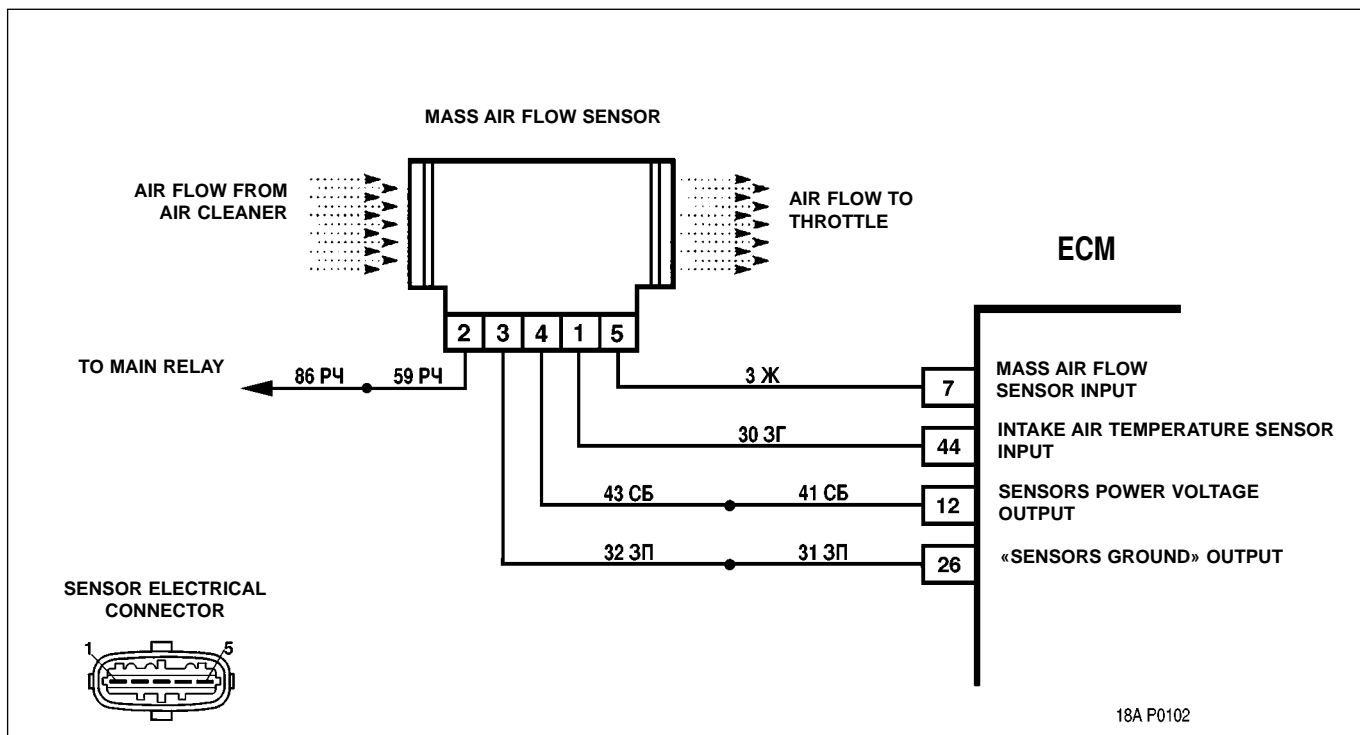 MASS AIR FLOW SENSOR
AIR FLOW FROM
AIR CLEANER
AIR FLOW TO
THROTTLE
ECM
2 3 4 1 5
TO MAIN RELAY
86 РЧ 59 РЧ
3 Ж
7
MASS AIR FLOW
SENSOR INPUT
30 ЗГ
44
INTAKE AIR TEMPERATURE SENSOR
INPUT
43 СБ 41 СБ
12
SENSORS POWER VOLTAGE
OUTPUT
32 ЗП 31 ЗП
26
«SENSORS GROUND» OUTPUT
SENSOR ELECTRICAL
CONNECTOR
1 5
18A P0102